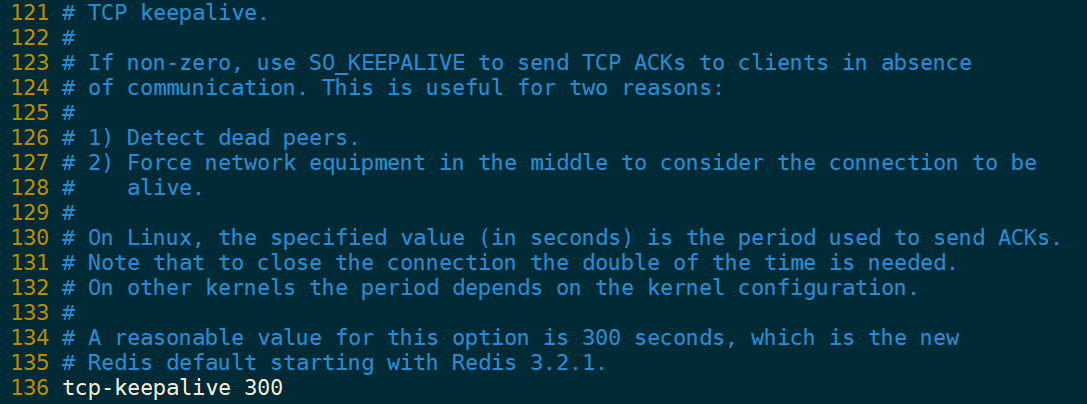 121 # TCP keepalive.
122 #
123 # If non-zero, use SO_KEEPALIVE to send TCP ACKs to clients in absence
124 # of communication. This is useful for two reasons:
125 #
126 # 1) Detect dead peers.
127 # 2) Force network equipment in the middle to consider the connection to be
128 #    alive.
129 #
130 # On Linux, the specified value (in seconds) is the period used to send ACKs.
131 # Note that to close the connection the double of the time is needed.
132 # On other kernels the period depends on the kernel configuration.
133 #
134 # A reasonable value for this option is 300 seconds, which is the new
135 # Redis default starting with Redis 3.2.1.
136 tcp-keepalive 300